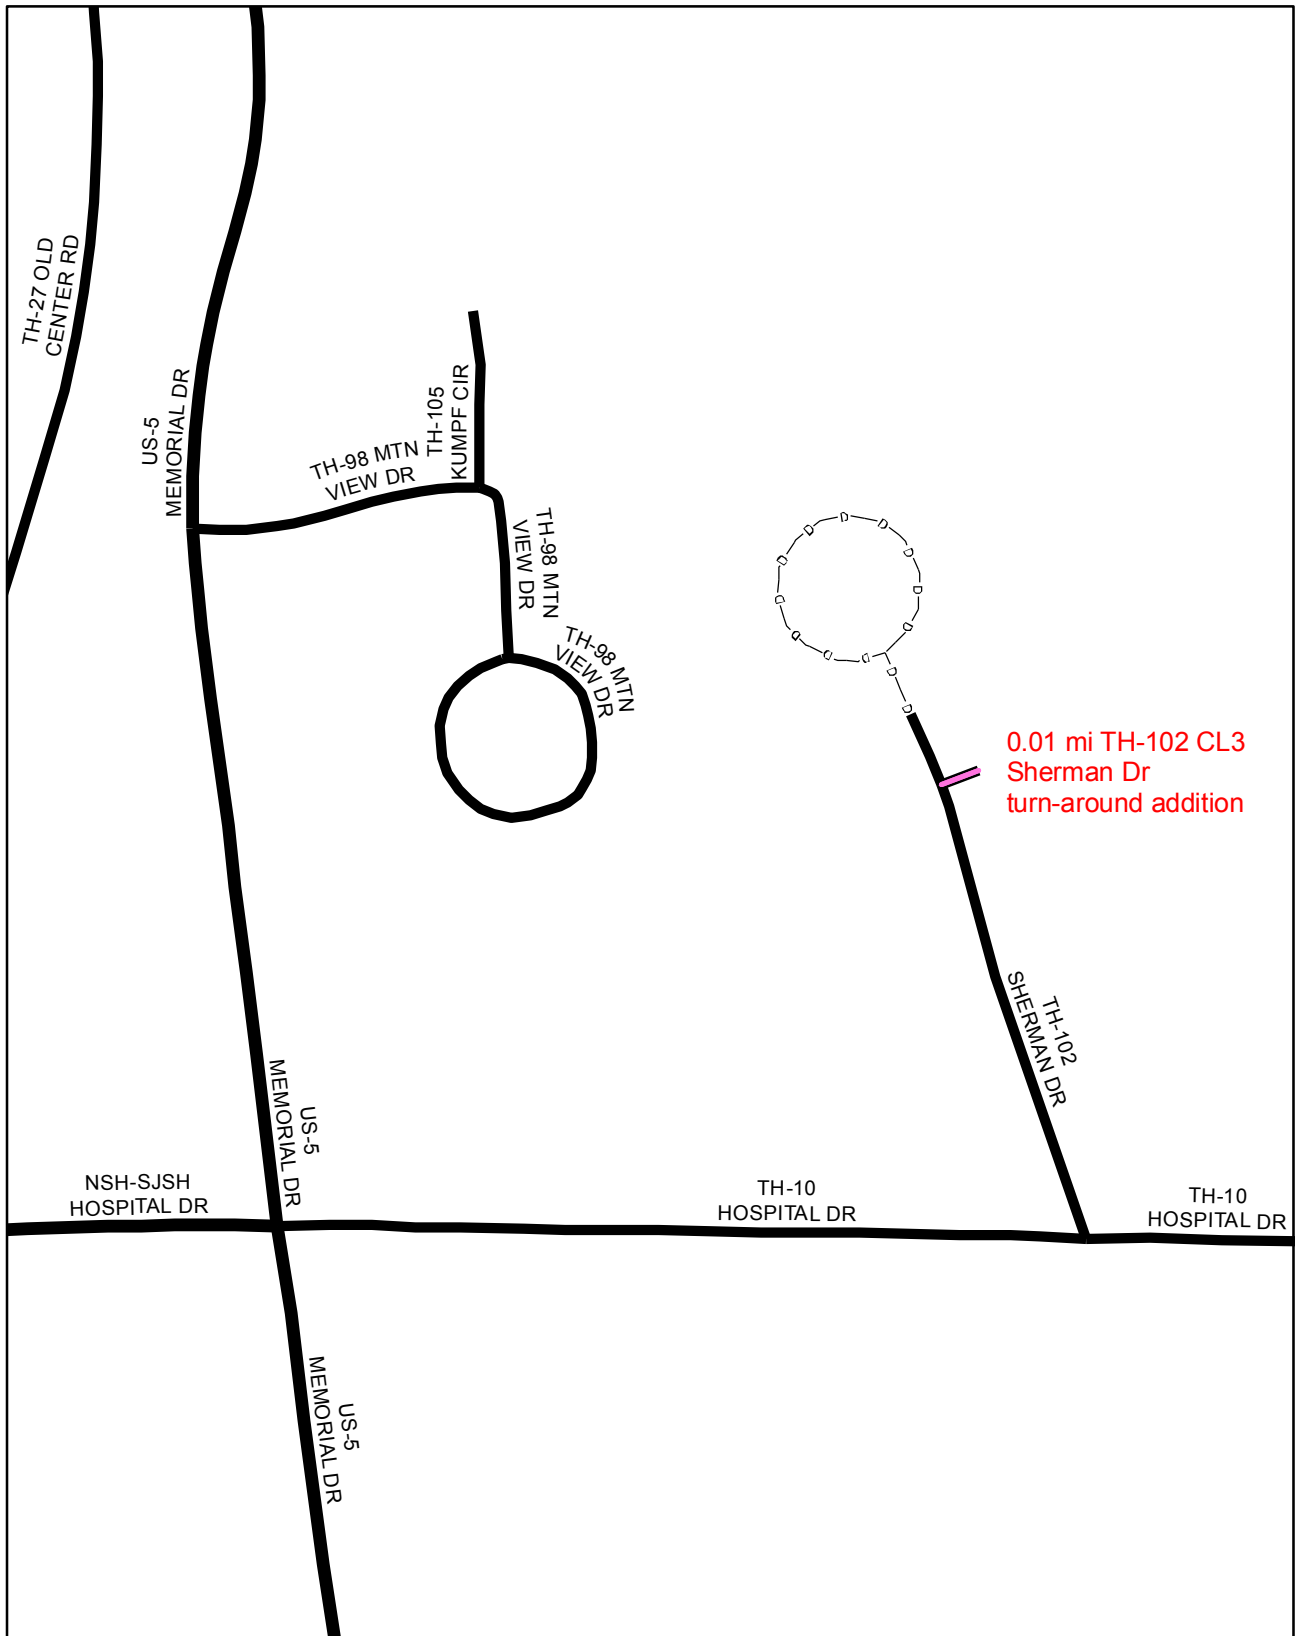 TH-27 OLD
CENTER RD
US-5
MEMORIAL DR
TH-98 MTN
VIEW DR
TH-105
KUMPF CIR
TH-98 MTN
VIEW DR
TH-98 MTN
VIEW DR
D
D
D
D
D
D
D
D
D
D
D
D
D
D
0.01 mi TH-102 CL3
Sherman Dr
turn-around addition
TH-102
SHERMAN DR
US-5
MEMORIAL DR
NSH-SJSH
HOSPITAL DR
TH-10
HOSPITAL DR
TH-10
HOSPITAL DR
US-5
MEMORIAL DR